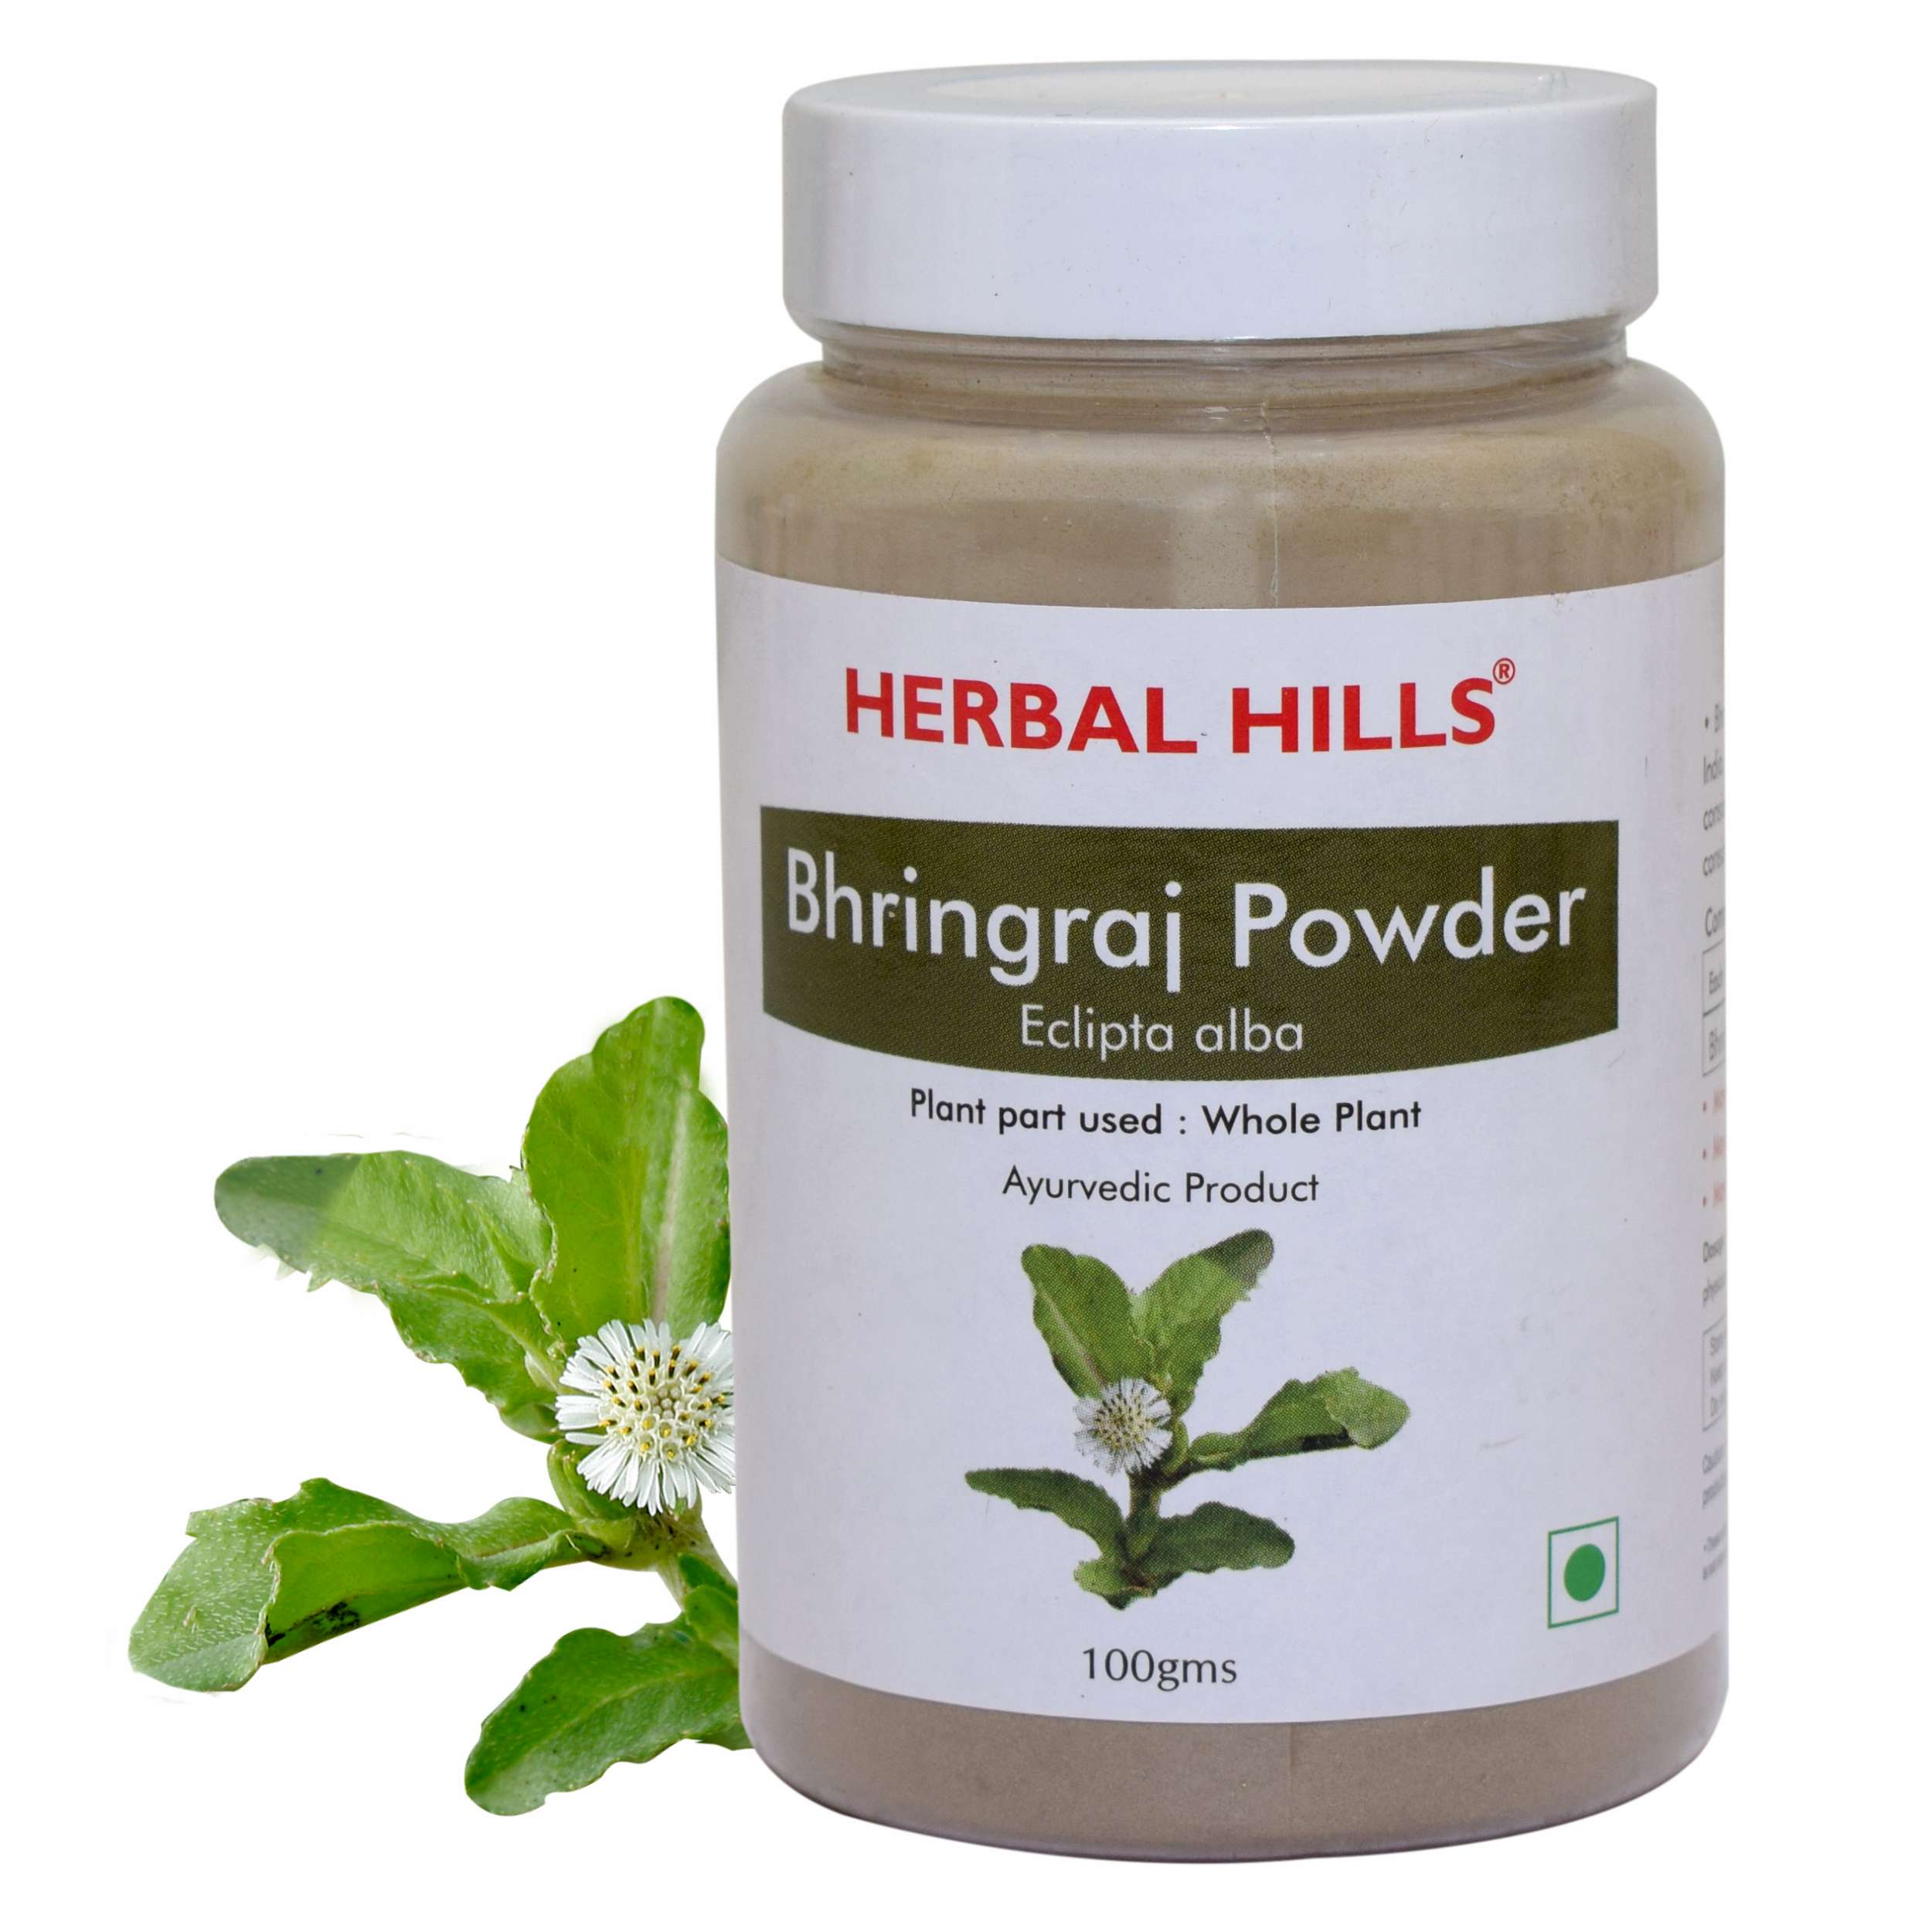 HERBAL HILLS®
Bhringraj Powder
Eclipta alba
Plant part used : Whole Plant
Ayurvedic Product
100gms